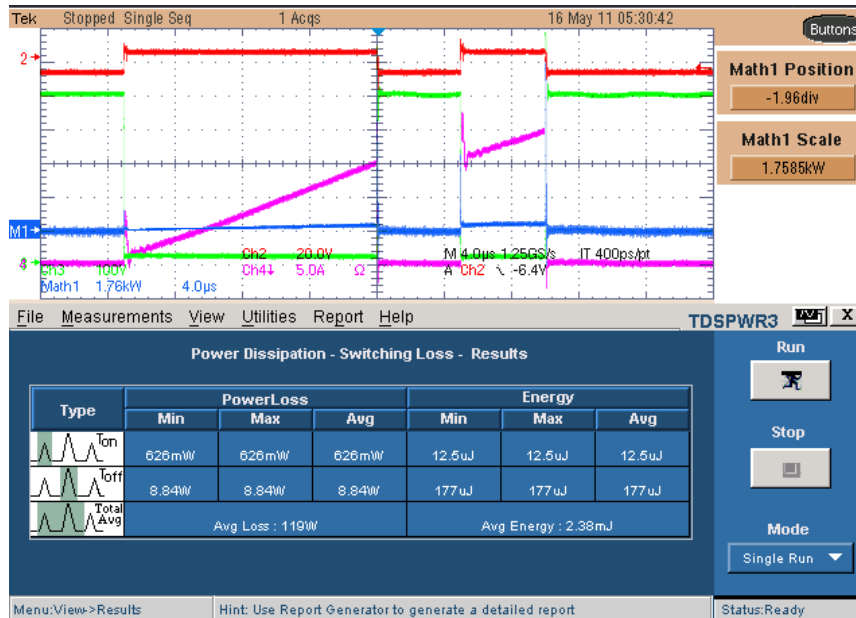 Tek Stopped Single Seq 1 Acqs 16 May 11 05:30:42
Buttons
2
Math1 Position
-1.96div
Math1 Scale
1.7585kW
M1
Ch2 20.0V M 4.0µs 1.25GS/s IT 400ps/pt
4
Ch3 100V Ch4 5.0A Ω A Ch2 \ -6.4V
Math1 1.76kW 4.0µs
File Measurements View Utilities Report Help TDSPWR3 X
Power Dissipation - Switching Loss - Results
Run
Type PowerLoss Energy
Min Max Avg Min Max Avg
Ton 626mW 626mW 626mW 12.5uJ 12.5uJ 12.5uJ
Stop
Toff 8.84W 8.84W 8.84W 177uJ 177uJ 177uJ
Total Avg Avg Loss : 119W Avg Energy : 2.38mJ
Mode
Single Run
Menu:View->Results Hint: Use Report Generator to generate a detailed report Status:Ready